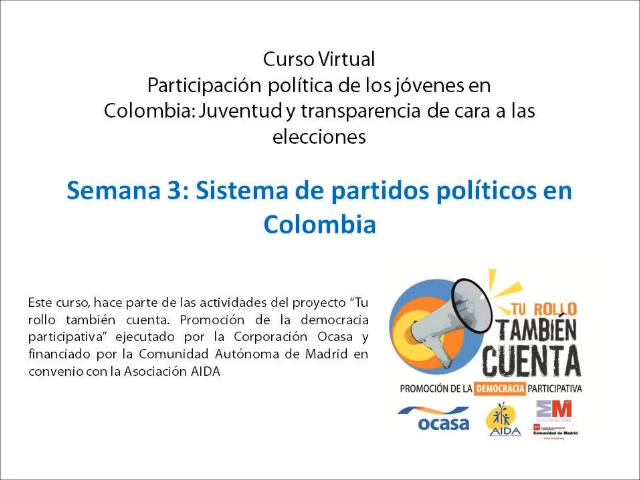 Curso Virtual
Participación política de los jóvenes en
Colombia: Juventud y transparencia de cara a las
elecciones
Semana 3: Sistema de partidos políticos en
Colombia
Este curso, hace parte de las actividades del proyecto “Tu
rollo también cuenta. Promoción de la democracia
participativa” ejecutado por la Corporación Ocasa y
financiado por la Comunidad Autónoma de Madrid en
convenio con la Asociación AIDA
TU ROLLO
TAMBIÉN
CUENTA
PROMOCIÓN DE LA DEMOCRACIA PARTICIPATIVA
ocasa
AIDA
EM
Comunidad de Madrid